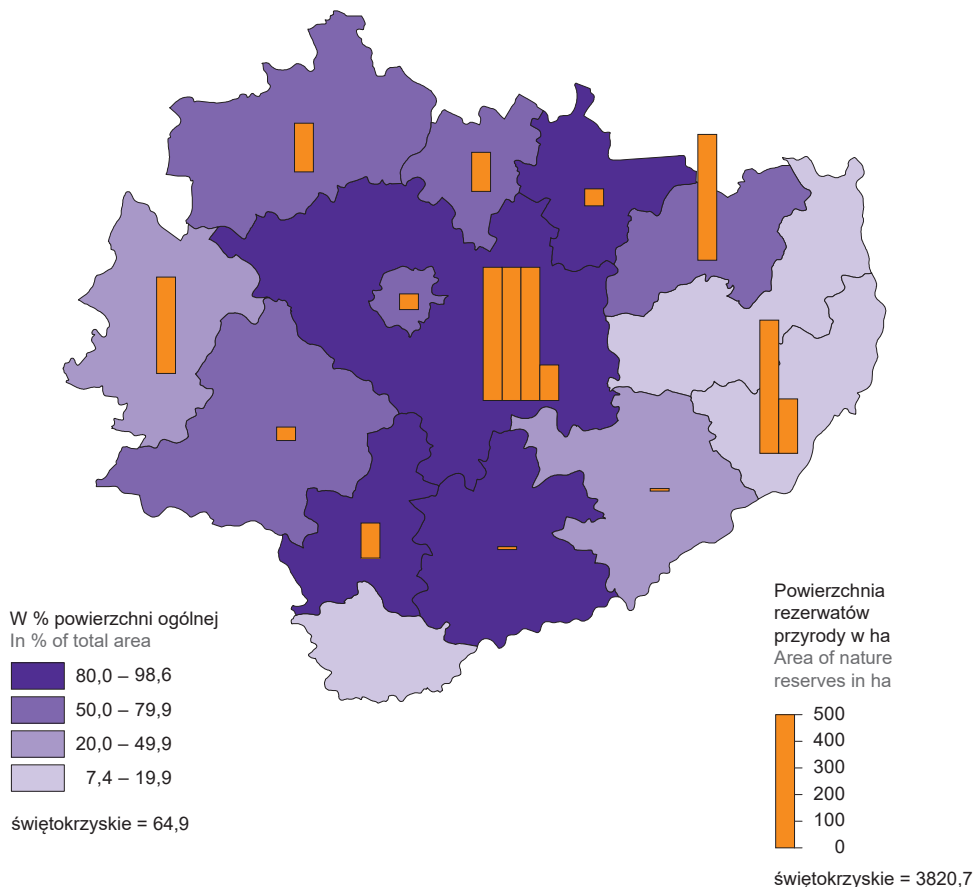 W % powierzchni ogólnej
In % of total area
80,0 – 98,6
50,0 – 79,9
20,0 – 49,9
7,4 – 19,9
świętokrzyskie = 64,9
Powierzchnia
rezerwatów
przyrody w ha
Area of nature
reserves in ha
500
400
300
200
100
0
świętokrzyskie = 3820,7